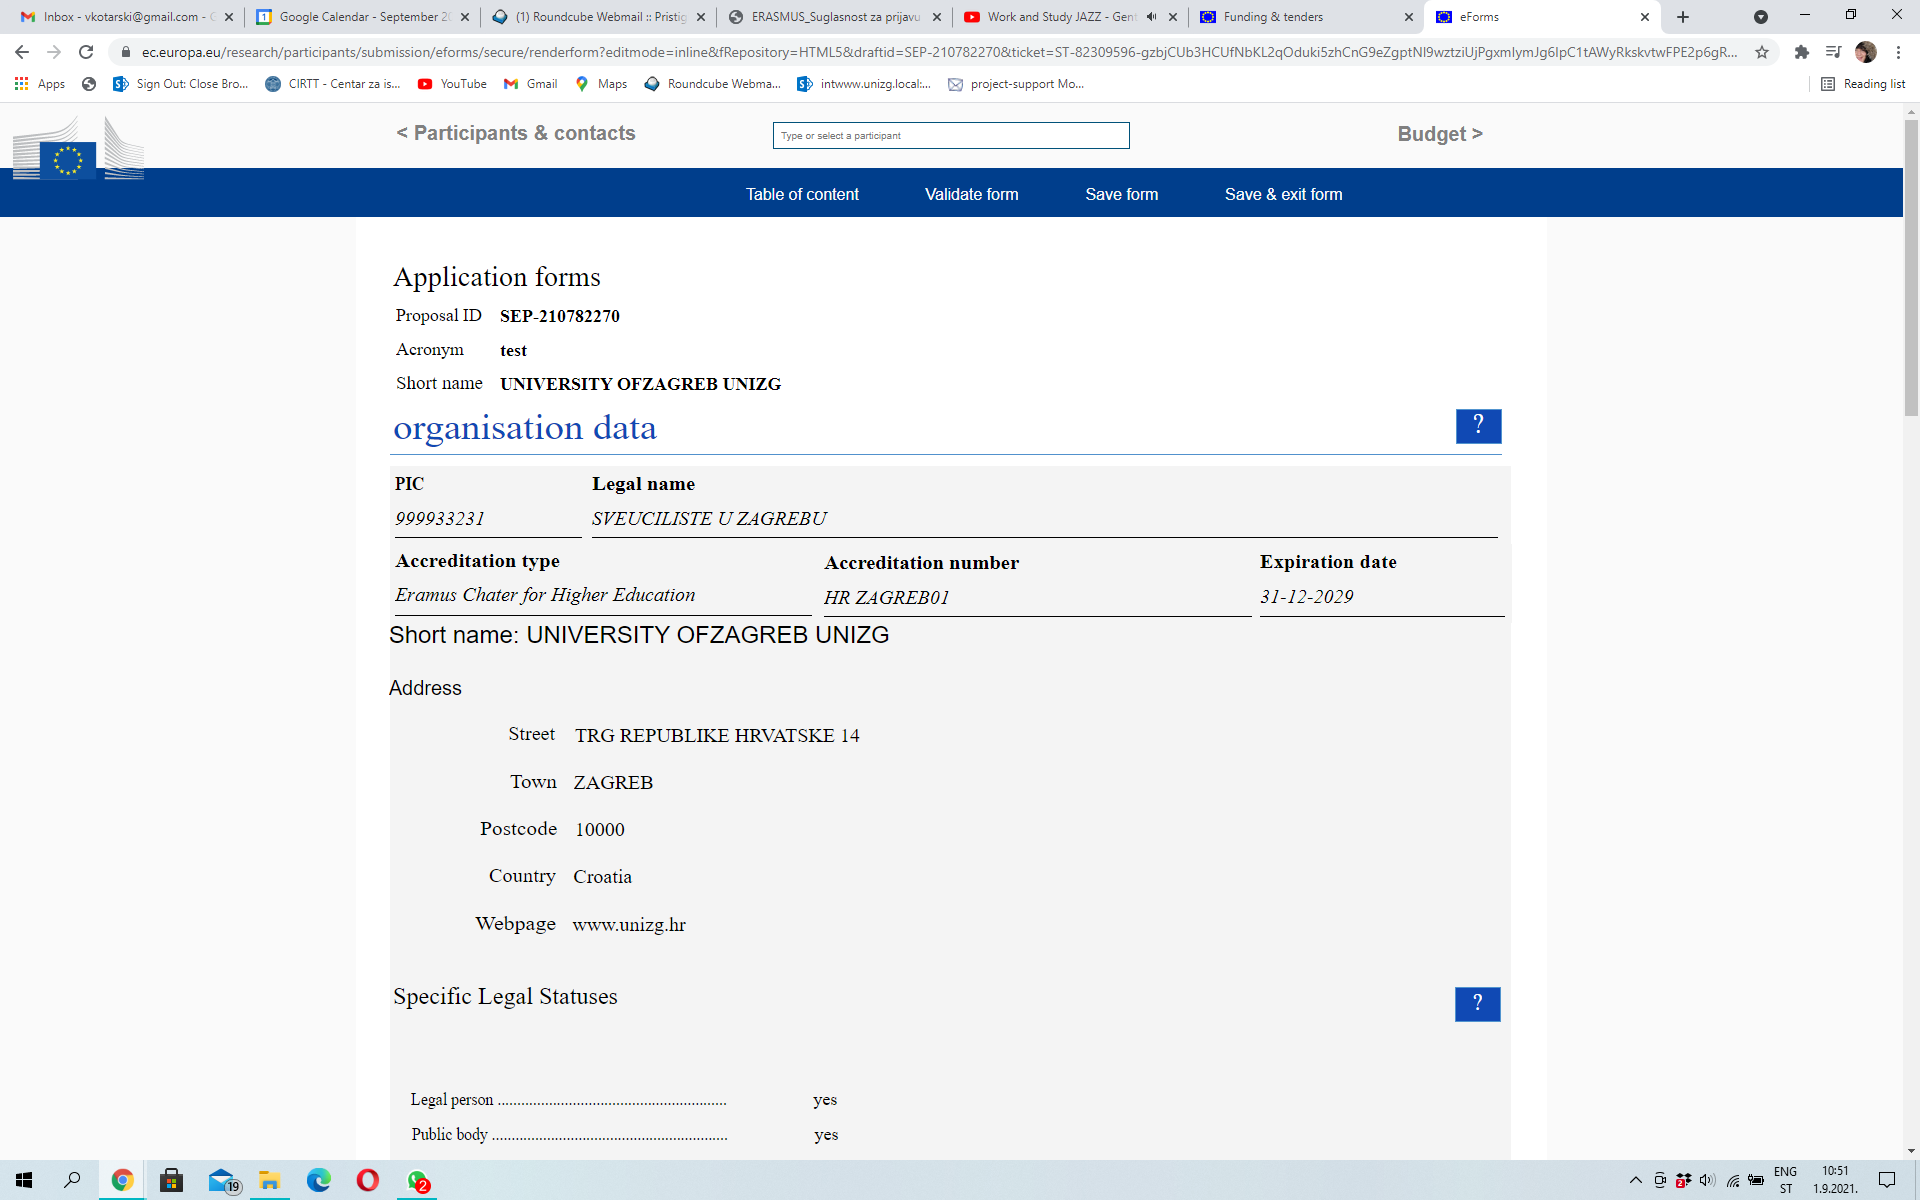 Inbox - vkotarski@gmail.com - G
Google Calendar - September 20
(1) Roundcube Webmail :: Pristig
ERASMUS_Suglasnost za prijavu
Work and Study JAZZ - Gent
Funding & tenders
eForms
ec.europa.eu/research/participants/submission/eforms/secure/renderform?editmode=inline&fRepository=HTML5&draftid=SEP-210782270&ticket=ST-82309596-gzbjCUb3HCUfNbKL2qOduki5zhCnG9eZgptNI9wztziUjPgxmIymJg6IpC1tAWyRkskvtwFPE2p6gR...
Apps
Sign Out: Close Bro...
CIRTT - Centar za is...
YouTube
Gmail
Maps
Roundcube Webma...
intwww.unizg.local:...
project-support Mo...
Reading list
< Participants & contacts
Type or select a participant
Budget >
Table of content
Validate form
Save form
Save & exit form
Application forms
Proposal ID SEP-210782270
Acronym test
Short name UNIVERSITY OFZAGREB UNIZG
organisation data
?
PIC Legal name
999933231 SVEUCILISTE U ZAGREBU
Accreditation type Accreditation number Expiration date
Eramus Chater for Higher Education HR ZAGREB01 31-12-2029
Short name: UNIVERSITY OFZAGREB UNIZG
Address
Street TRG REPUBLIKE HRVATSKE 14
Town ZAGREB
Postcode 10000
Country Croatia
Webpage www.unizg.hr
Specific Legal Statuses
?
Legal person .......................................................... yes
Public body ............................................................ yes
19
2
2
ENG
ST
10:51
1.9.2021.